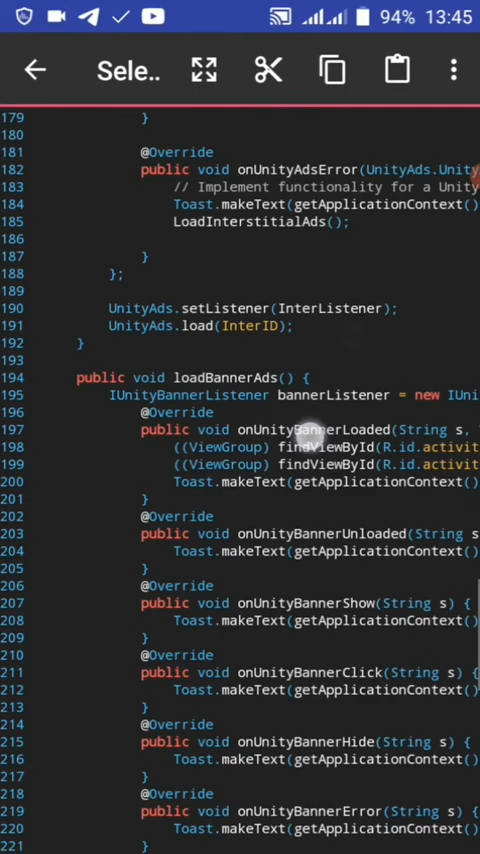 94% 13:45
Sele..
179 }
180
181 @Override
182 public void onUnityAdsError(UnityAds.Unity
183 // Implement functionality for a Unity
184 Toast.makeText(getApplicationContext()
185 LoadInterstitialAds();
186
187 }
188 };
189
190 UnityAds.setListener(InterListener);
191 UnityAds.load(InterID);
192 }
193
194 public void loadBannerAds() {
195 IUnityBannerListener bannerListener = new IUni
196 @Override
197 public void onUnityBannerLoaded(String s,
198 ((ViewGroup) findViewById(R.id.activit
199 ((ViewGroup) findViewById(R.id.activit
200 Toast.makeText(getApplicationContext()
201 }
202 @Override
203 public void onUnityBannerUnloaded(String s
204 Toast.makeText(getApplicationContext()
205 }
206 @Override
207 public void onUnityBannerShow(String s) {
208 Toast.makeText(getApplicationContext()
209 }
210 @Override
211 public void onUnityBannerClick(String s) {
212 Toast.makeText(getApplicationContext()
213 }
214 @Override
215 public void onUnityBannerHide(String s) {
216 Toast.makeText(getApplicationContext()
217 }
218 @Override
219 public void onUnityBannerError(String s) {
220 Toast.makeText(getApplicationContext()
221 }